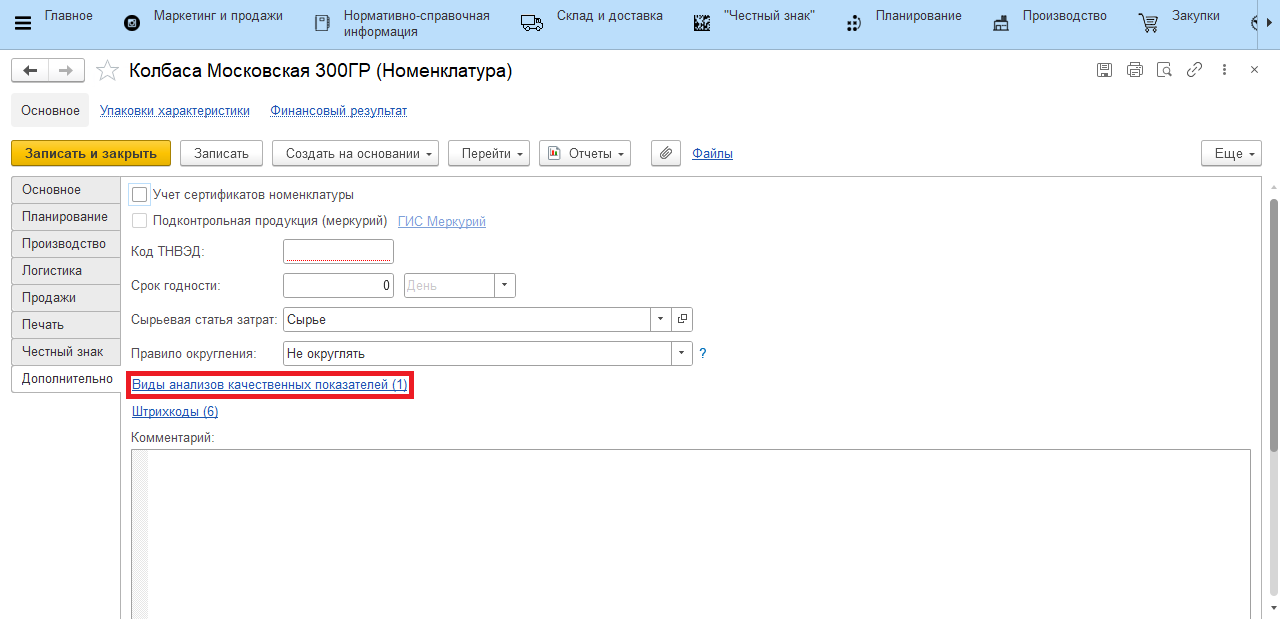 Главное
Маркетинг и продажи
Нормативно-справочная
информация
Склад и доставка
"Честный знак"
Планирование
Производство
Закупки
Колбаса Московская 300ГР (Номенклатура)
Основное
Упаковки характеристики
Финансовый результат
Записать и закрыть
Записать
Создать на основании
Перейти
Отчеты
Файлы
Еще
Основное
Планирование
Производство
Логистика
Продажи
Печать
Честный знак
Дополнительно
Учет сертификатов номенклатуры
Подконтрольная продукция (меркурий) ГИС Меркурий
Код ТНВЭД:
Срок годности: 0 День
Сырьевая статья затрат: Сырье
Правило округления: Не округлять ?
Виды анализов качественных показателей (1)
Штрихкоды (6)
Комментарий: